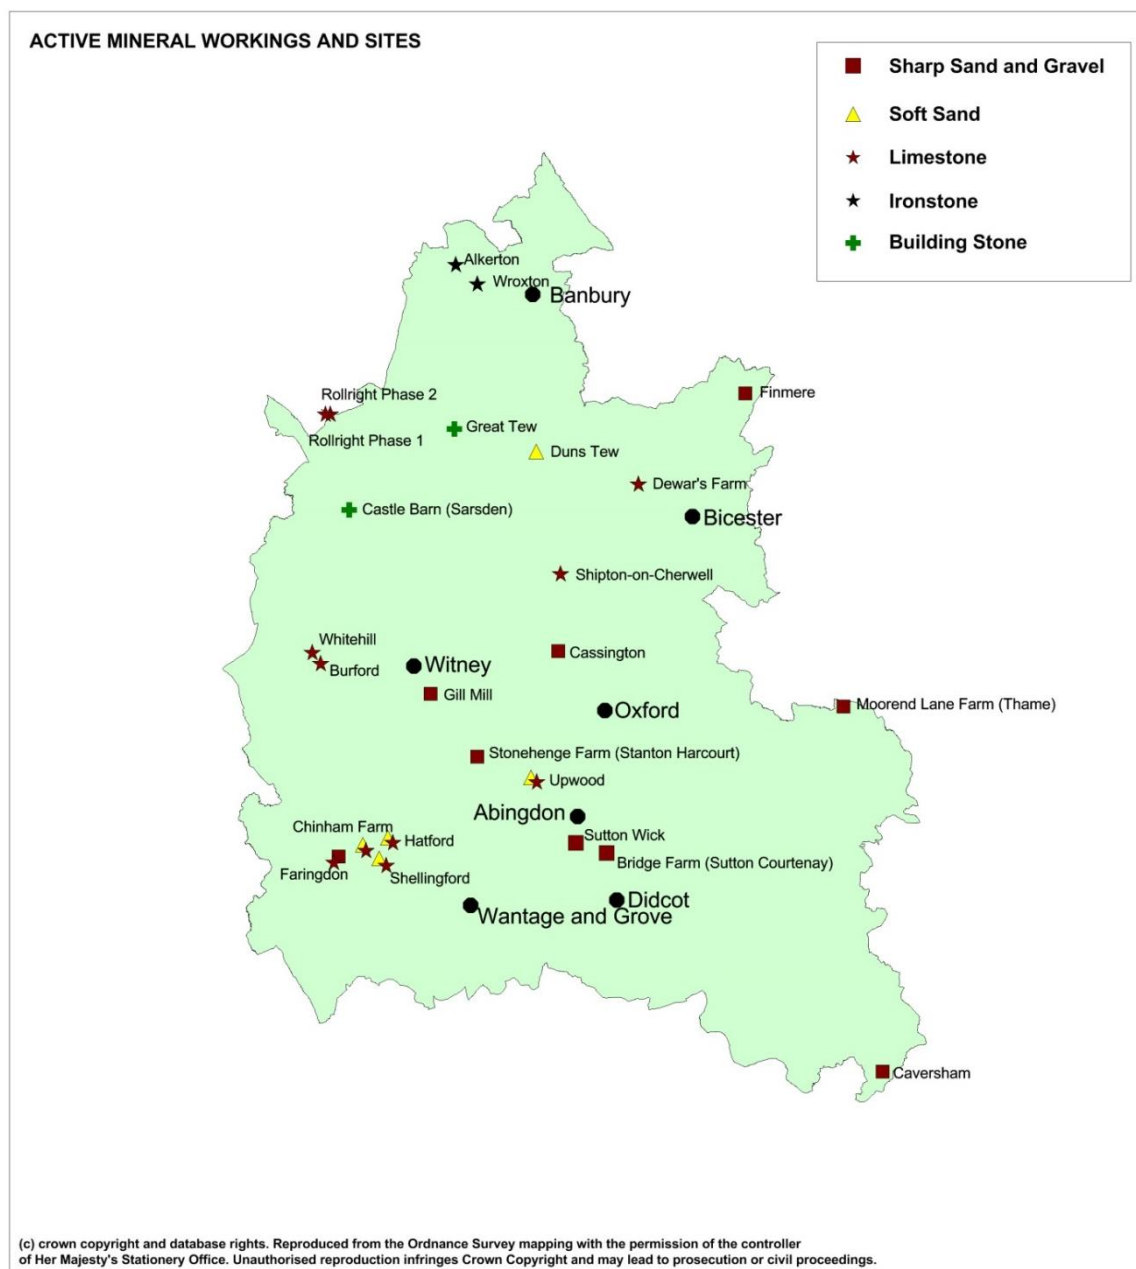 ACTIVE MINERAL WORKINGS AND SITES
Sharp Sand and Gravel
Soft Sand
Limestone
Ironstone
Building Stone
Alkerton
Wroxton
Banbury
Rollright Phase 2
Finmere
Rollright Phase 1
Great Tew
Duns Tew
Dewar's Farm
Castle Barn (Sarsden)
Bicester
Shipton-on-Cherwell
Whitehill
Burford
Witney
Cassington
Gill Mill
Oxford
Moorend Lane Farm (Thame)
Stonehenge Farm (Stanton Harcourt)
Upwood
Abingdon
Chinham Farm
Hatford
Sutton Wick
Bridge Farm (Sutton Courtenay)
Faringdon
Shellingford
Didcot
Wantage and Grove
Caversham
(c) crown copyright and database rights. Reproduced from the Ordnance Survey mapping with the permission of the controller
of Her Majesty's Stationery Office. Unauthorised reproduction infringes Crown Copyright and may lead to prosecution or civil proceedings.